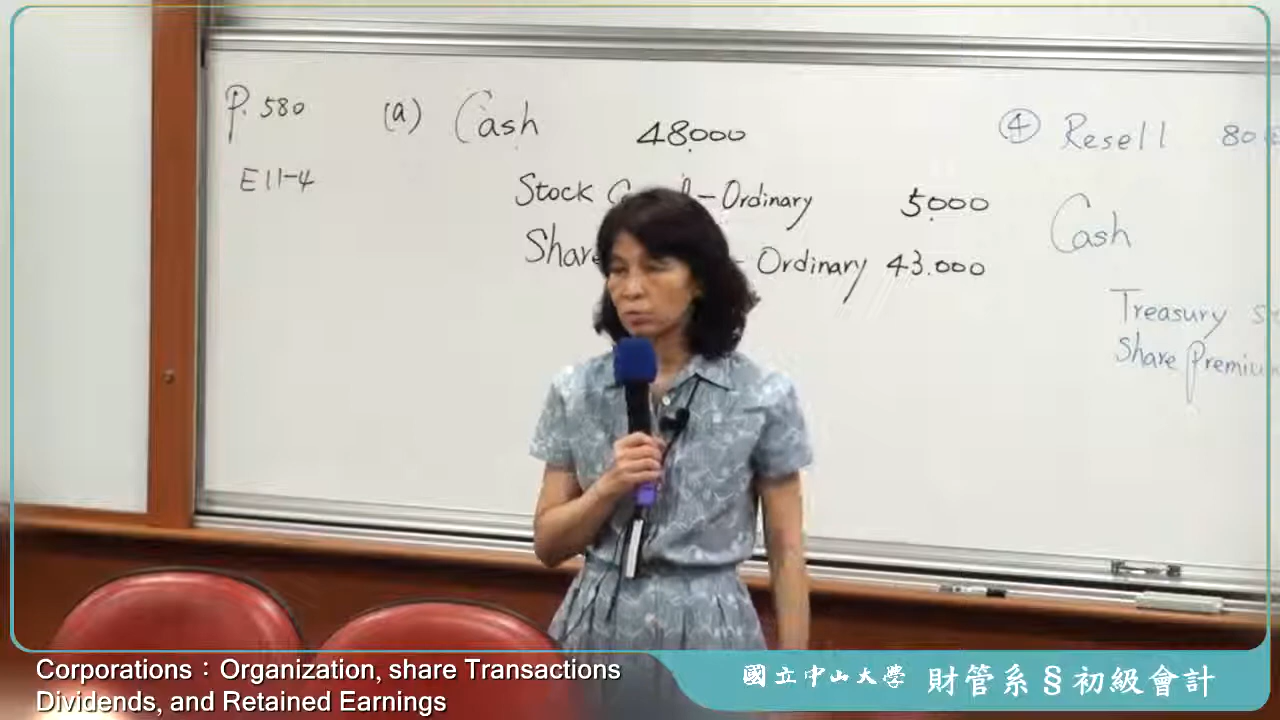 P. 580
E11-4
(a) Cash 48,000
Stock – Ordinary 5,000
– Ordinary 43,000
④ Resell
Cash
Treasury
Share
Corporations：Organization, share Transactions
Dividends, and Retained Earnings
國立中山大學 財管系§初級會計